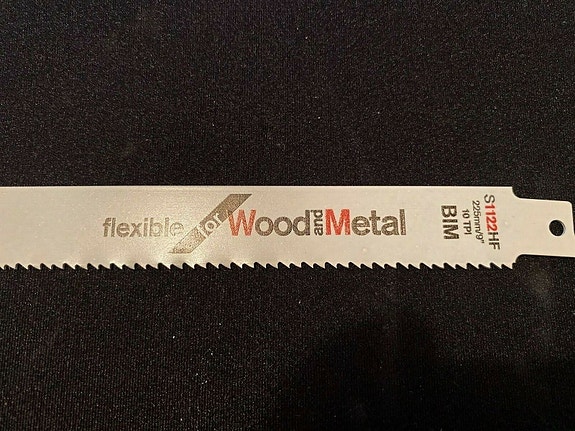 flexible for Wood and Metal
S1122HF
225mm/9"
10 TPI
BIM